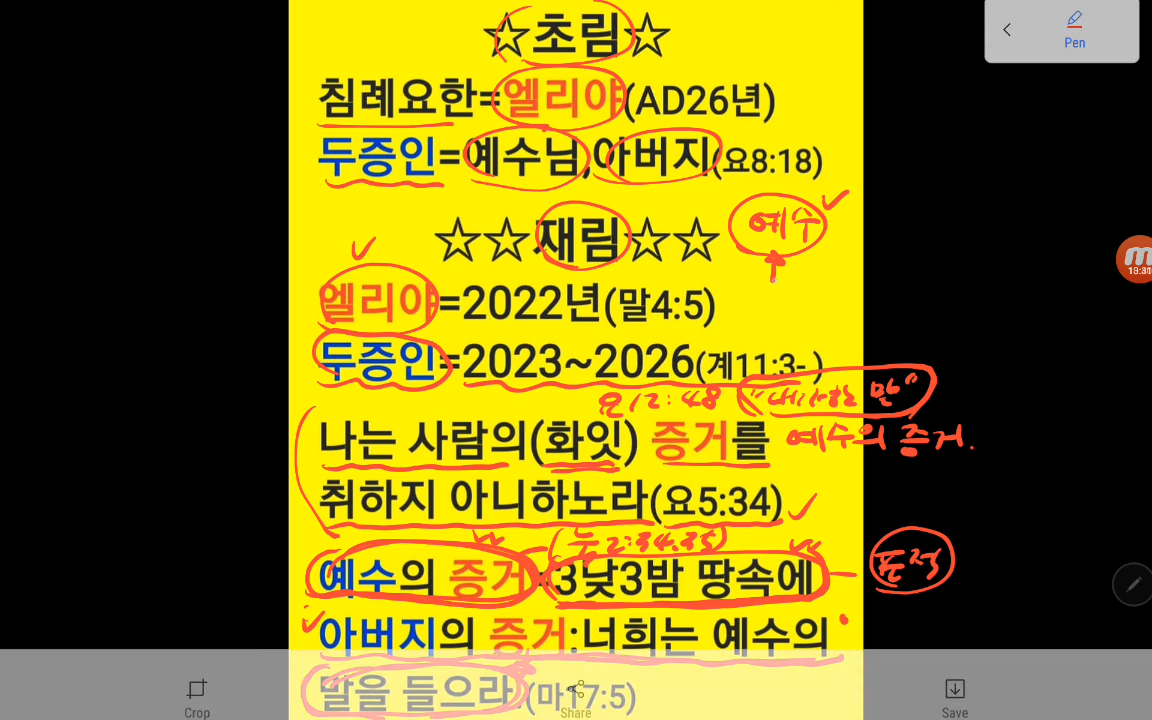 ☆초림☆
Pen
침례요한=엘리야(AD26년)
두증인=예수님,아버지(요8:18)
☆☆재림☆☆ 예수
엘리야=2022년(말4:5)
두증인=2023~2026(계11:3-)
요12:48 "내가 한 말"
나는 사람의(화잇) 증거를 예수의 증거.
취하지 아니하노라(요5:34)
(눅2:34.35)
예수의 증거=3낮3밤 땅속에 표적
아버지의 증거:너희는 예수의
말을 들으라.(마17:5)
Crop
Share
Save